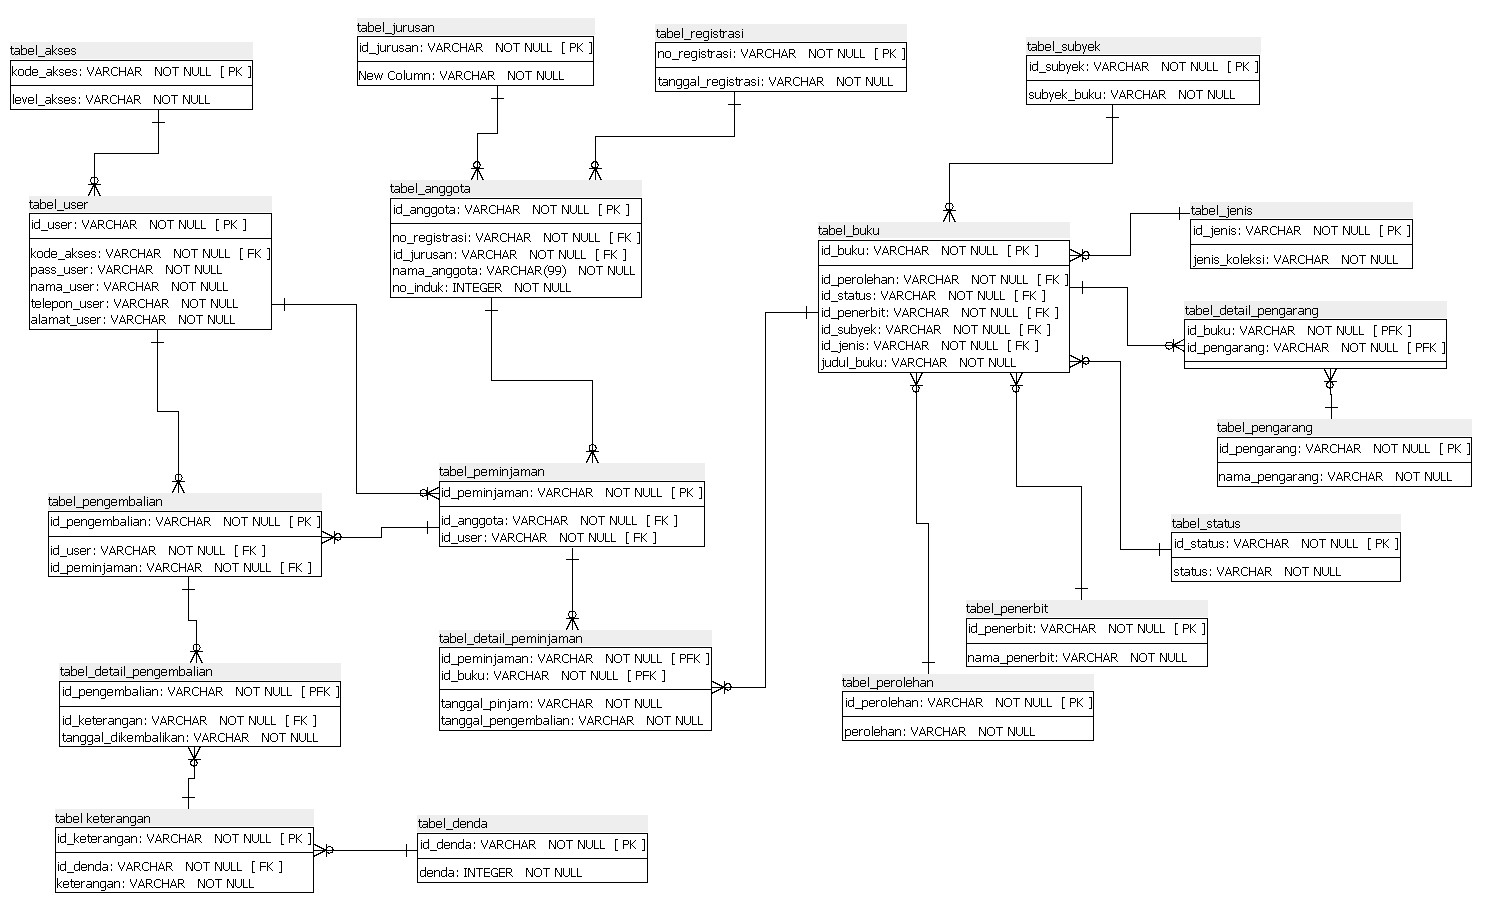 tabel_akses
kode_akses: VARCHAR NOT NULL [ PK ]
level_akses: VARCHAR NOT NULL
tabel_jurusan
id_jurusan: VARCHAR NOT NULL [ PK ]
New Column: VARCHAR NOT NULL
tabel_registrasi
no_registrasi: VARCHAR NOT NULL [ PK ]
tanggal_registrasi: VARCHAR NOT NULL
tabel_subyek
id_subyek: VARCHAR NOT NULL [ PK ]
subyek_buku: VARCHAR NOT NULL
tabel_user
id_user: VARCHAR NOT NULL [ PK ]
kode_akses: VARCHAR NOT NULL [ FK ]
pass_user: VARCHAR NOT NULL
nama_user: VARCHAR NOT NULL
telepon_user: VARCHAR NOT NULL
alamat_user: VARCHAR NOT NULL
tabel_anggota
id_anggota: VARCHAR NOT NULL [ PK ]
no_registrasi: VARCHAR NOT NULL [ FK ]
id_jurusan: VARCHAR NOT NULL [ FK ]
nama_anggota: VARCHAR(99) NOT NULL
no_induk: INTEGER NOT NULL
tabel_buku
id_buku: VARCHAR NOT NULL [ PK ]
id_perolehan: VARCHAR NOT NULL [ FK ]
id_status: VARCHAR NOT NULL [ FK ]
id_penerbit: VARCHAR NOT NULL [ FK ]
id_subyek: VARCHAR NOT NULL [ FK ]
id_jenis: VARCHAR NOT NULL [ FK ]
judul_buku: VARCHAR NOT NULL
tabel_jenis
id_jenis: VARCHAR NOT NULL [ PK ]
jenis_koleksi: VARCHAR NOT NULL
tabel_detail_pengarang
id_buku: VARCHAR NOT NULL [ PFK ]
id_pengarang: VARCHAR NOT NULL [ PFK ]
tabel_pengarang
id_pengarang: VARCHAR NOT NULL [ PK ]
nama_pengarang: VARCHAR NOT NULL
tabel_pengembalian
id_pengembalian: VARCHAR NOT NULL [ PK ]
id_user: VARCHAR NOT NULL [ FK ]
id_peminjaman: VARCHAR NOT NULL [ FK ]
tabel_peminjaman
id_peminjaman: VARCHAR NOT NULL [ PK ]
id_anggota: VARCHAR NOT NULL [ FK ]
id_user: VARCHAR NOT NULL [ FK ]
tabel_status
id_status: VARCHAR NOT NULL [ PK ]
status: VARCHAR NOT NULL
tabel_penerbit
id_penerbit: VARCHAR NOT NULL [ PK ]
nama_penerbit: VARCHAR NOT NULL
tabel_detail_pengembalian
id_pengembalian: VARCHAR NOT NULL [ PFK ]
id_keterangan: VARCHAR NOT NULL [ FK ]
tanggal_dikembalikan: VARCHAR NOT NULL
tabel_detail_peminjaman
id_peminjaman: VARCHAR NOT NULL [ PFK ]
id_buku: VARCHAR NOT NULL [ PFK ]
tanggal_pinjam: VARCHAR NOT NULL
tanggal_pengembalian: VARCHAR NOT NULL
tabel_perolehan
id_perolehan: VARCHAR NOT NULL [ PK ]
perolehan: VARCHAR NOT NULL
tabel keterangan
id_keterangan: VARCHAR NOT NULL [ PK ]
id_denda: VARCHAR NOT NULL [ FK ]
keterangan: VARCHAR NOT NULL
tabel_denda
id_denda: VARCHAR NOT NULL [ PK ]
denda: INTEGER NOT NULL